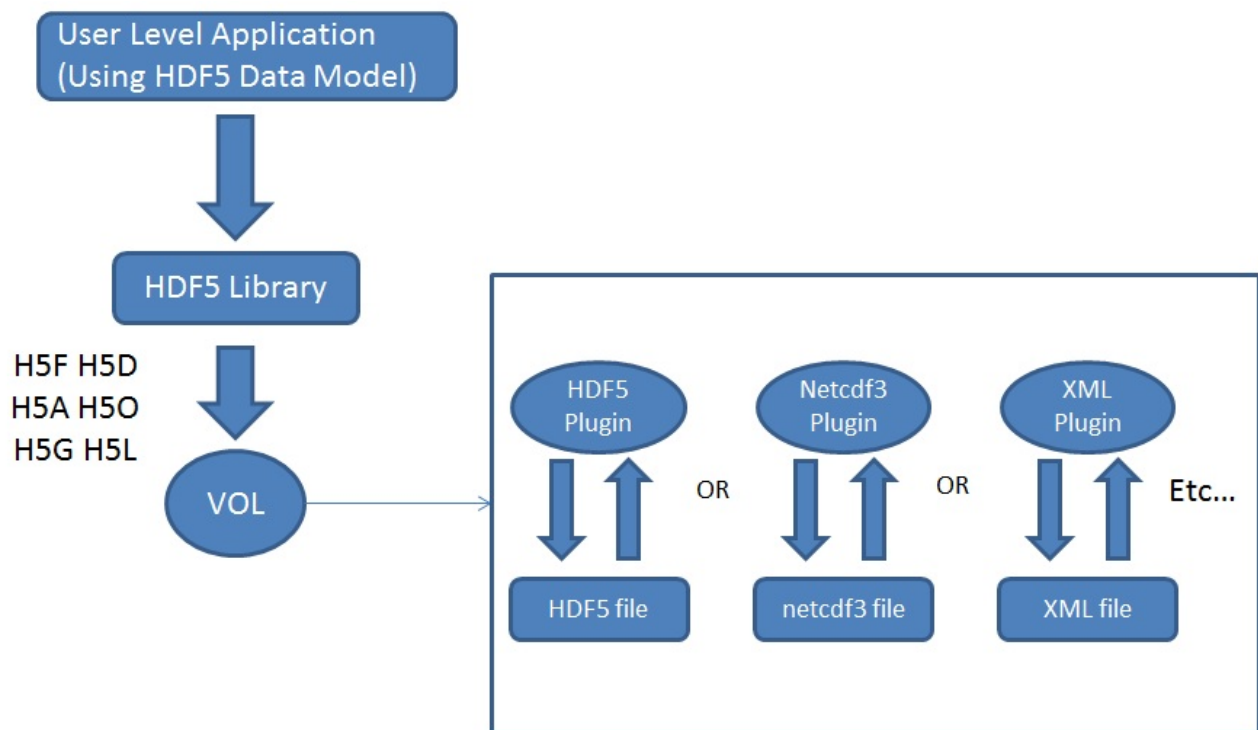 User Level Application
(Using HDF5 Data Model)
HDF5 Library
H5F H5D
H5A H5O
H5G H5L
VOL
HDF5
Plugin
Netcdf3
Plugin
XML
Plugin
OR
OR
Etc...
HDF5 file
netcdf3 file
XML file